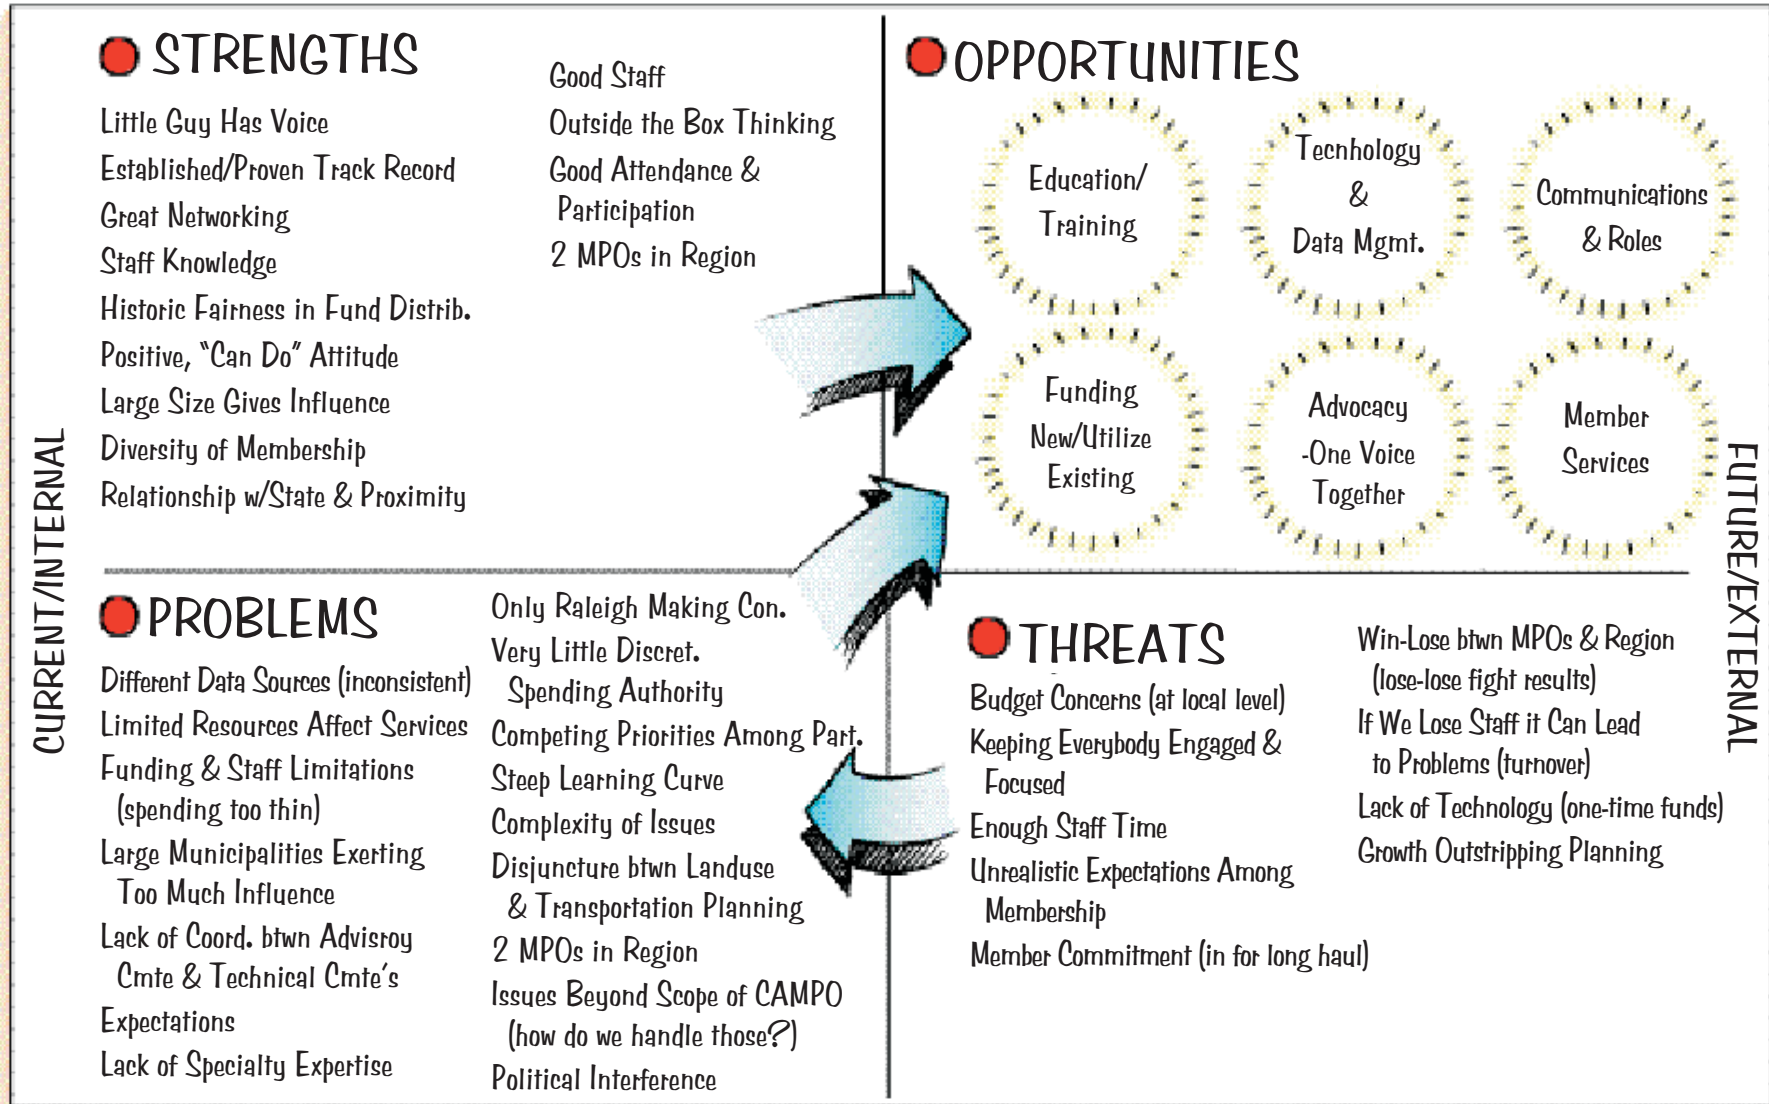 CURRENT/INTERNAL
STRENGTHS
Little Guy Has Voice
Established/Proven Track Record
Great Networking
Staff Knowledge
Historic Fairness in Fund Distrib.
Positive, “Can Do” Attitude
Large Size Gives Influence
Diversity of Membership
Relationship w/State & Proximity
Good Staff
Outside the Box Thinking
Good Attendance &
Participation
2 MPOs in Region
OPPORTUNITIES
Education/
Training
Tecnhology
&
Data Mgmt.
Communications
& Roles
Funding
New/Utilize
Existing
Advocacy
-One Voice
Together
Member
Services
PROBLEMS
Different Data Sources (inconsistent)
Limited Resources Affect Services
Funding & Staff Limitations
(spending too thin)
Large Municipalities Exerting
Too Much Influence
Lack of Coord. btwn Advisroy
Cmte & Technical Cmte's
Expectations
Lack of Specialty Expertise
Only Raleigh Making Con.
Very Little Discret.
Spending Authority
Competing Priorities Among Part.
Steep Learning Curve
Complexity of Issues
Disjuncture btwn Landuse
& Transportation Planning
2 MPOs in Region
Issues Beyond Scope of CAMPO
(how do we handle those?)
Political Interference
THREATS
Budget Concerns (at local level)
Keeping Everybody Engaged &
Focused
Enough Staff Time
Unrealistic Expectations Among
Membership
Member Commitment (in for long haul)
Win-Lose btwn MPOs & Region
(lose-lose fight results)
If We Lose Staff it Can Lead
to Problems (turnover)
Lack of Technology (one-time funds)
Growth Outstripping Planning
FUTURE/EXTERNAL